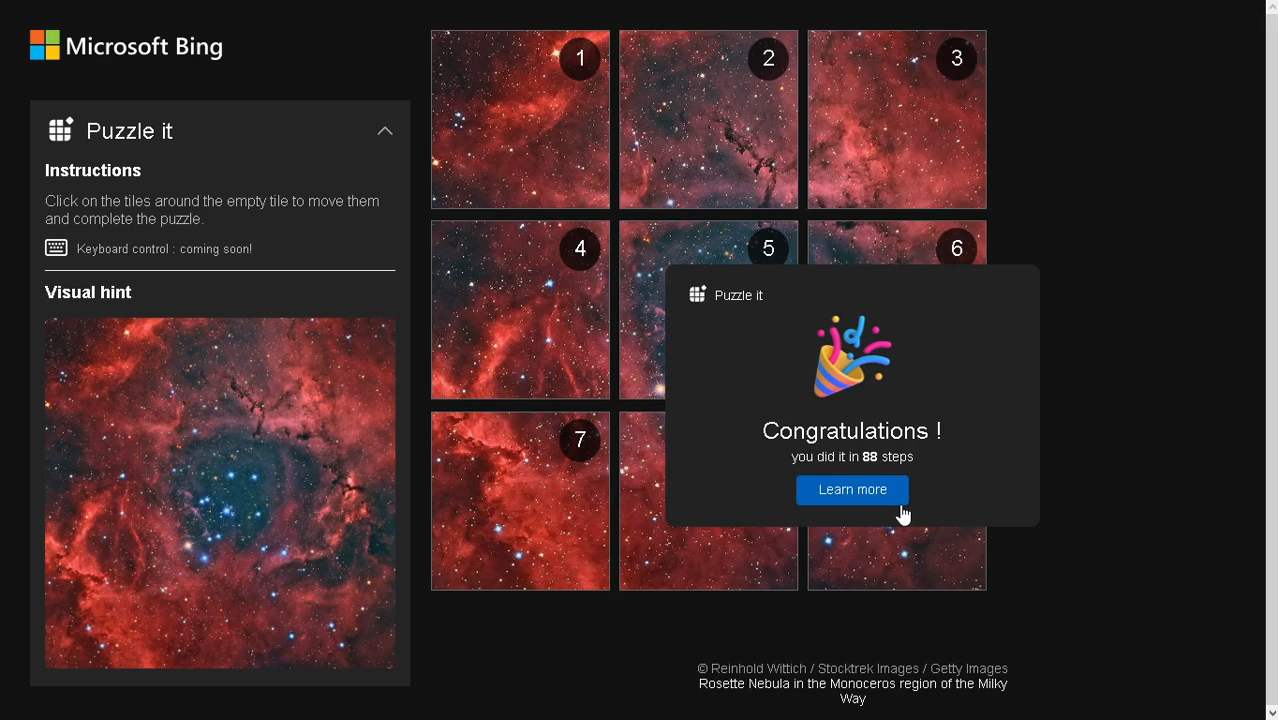 Microsoft Bing
Puzzle it
Instructions
Click on the tiles around the empty tile to move them
and complete the puzzle.
Keyboard control : coming soon!
Visual hint
1
2
3
4
5
6
7
Puzzle it
Congratulations !
you did it in 88 steps
Learn more
© Reinhold Wittich / Stocktrek Images / Getty Images
Rosette Nebula in the Monoceros region of the Milky
Way